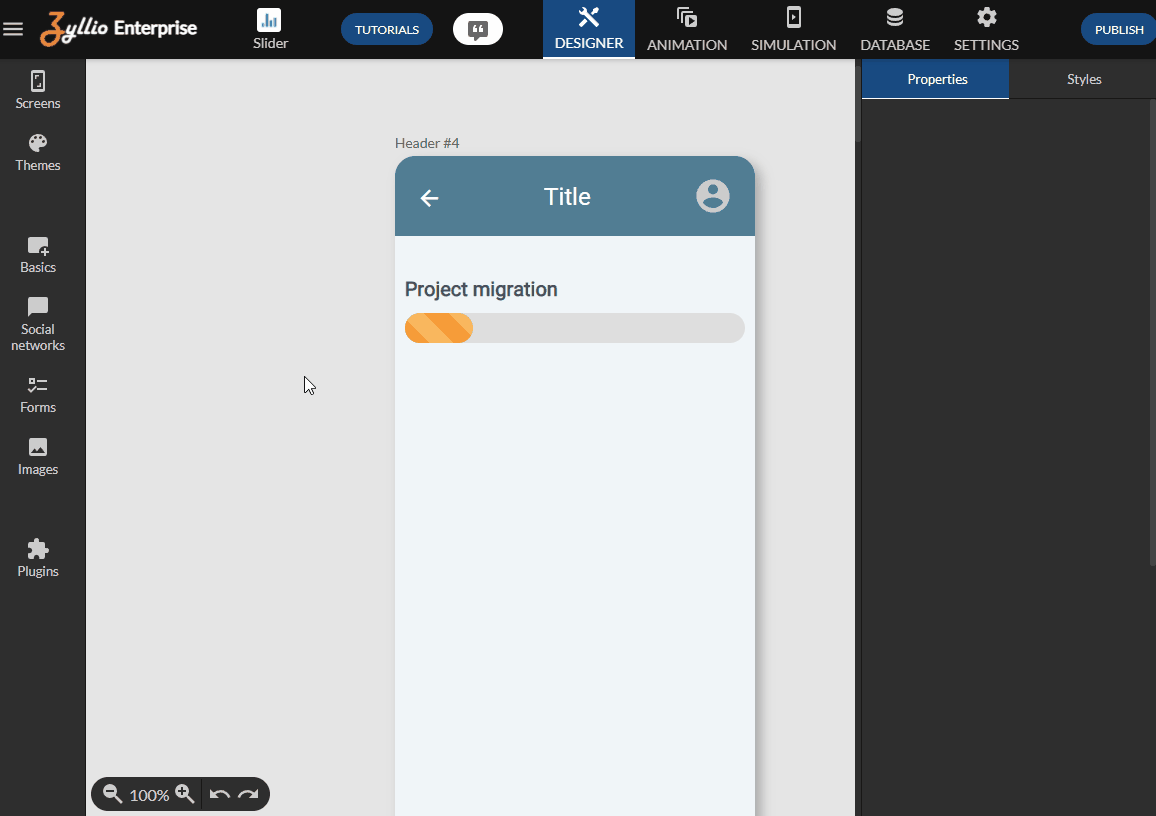 Zyllio Enterprise
Slider
TUTORIALS
DESIGNER
ANIMATION
SIMULATION
DATABASE
SETTINGS
PUBLISH
Screens
Themes
Basics
Social
networks
Forms
Images
Plugins
Header #4
Title
Project migration
100%
Properties
Styles